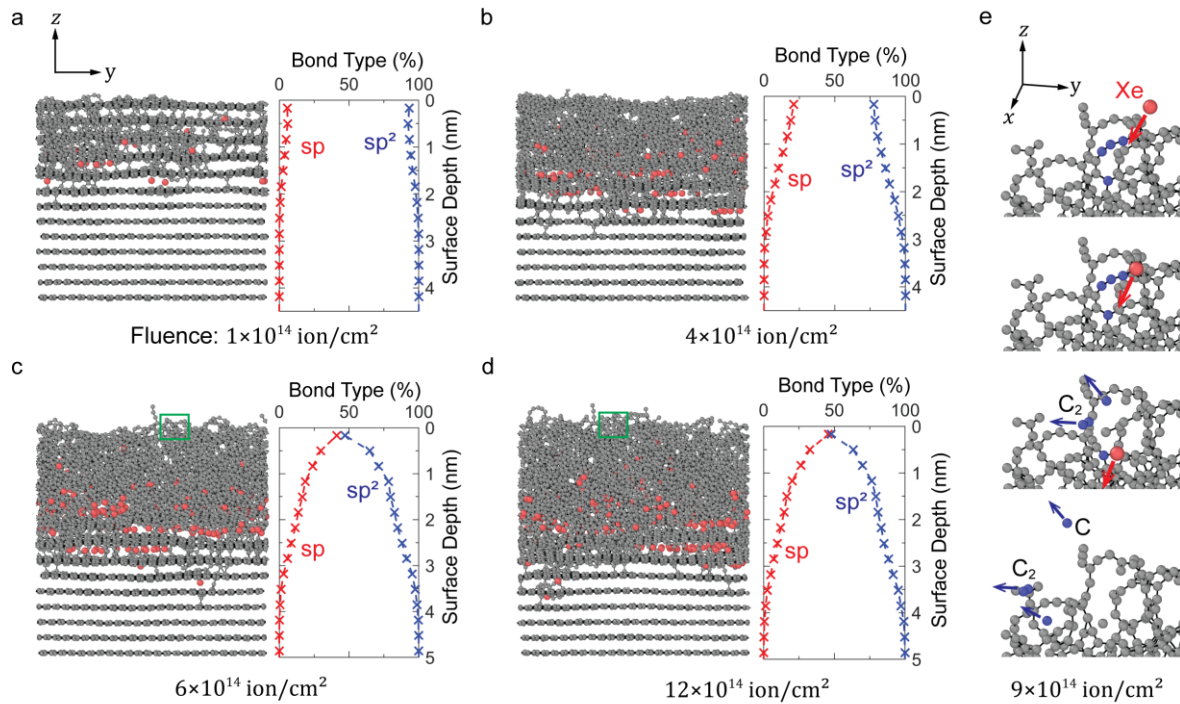 a
z
y
Bond Type (%)
0 50 100
0
1
2
3
4
sp
sp²
Surface Depth (nm)
Fluence: 1×10¹⁴ ion/cm²
b
Bond Type (%)
0 50 100
0
1
2
3
4
sp
sp²
Surface Depth (nm)
4×10¹⁴ ion/cm²
c
Bond Type (%)
0 50 100
0
1
2
3
4
5
sp
sp²
Surface Depth (nm)
6×10¹⁴ ion/cm²
d
Bond Type (%)
0 50 100
0
1
2
3
4
5
sp
sp²
Surface Depth (nm)
12×10¹⁴ ion/cm²
e
z
y
x
Xe
C₂
C
C₂
9×10¹⁴ ion/cm²